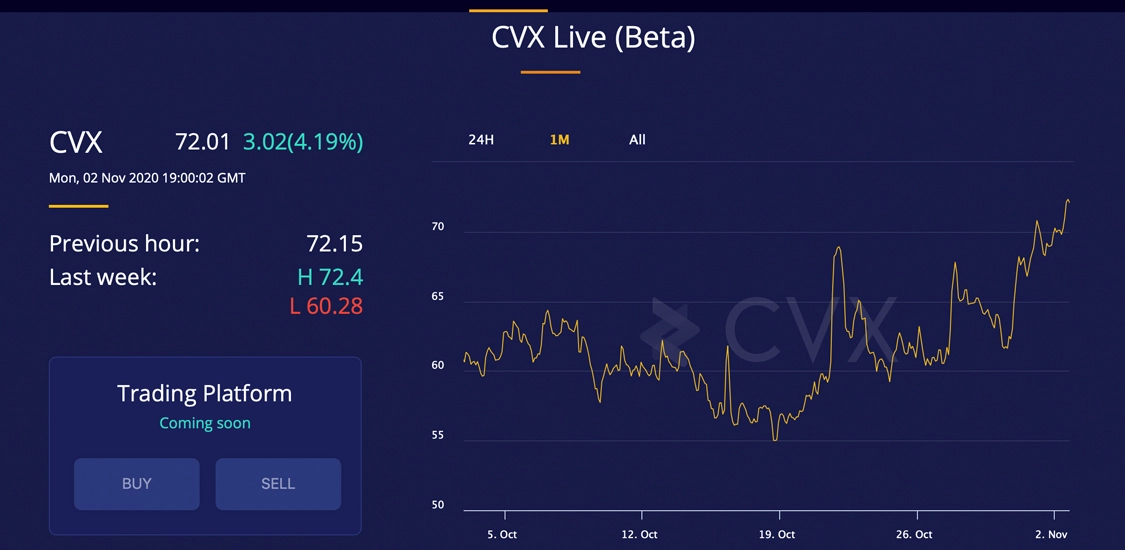 CVX Live (Beta)
CVX 72.01 3.02(4.19%)
Mon, 02 Nov 2020 19:00:02 GMT
Previous hour: 72.15
Last week: H 72.4
L 60.28
Trading Platform
Coming soon
BUY SELL
24H 1M All
CVX
70
65
60
55
50
5. Oct 12. Oct 19. Oct 26. Oct 2. Nov